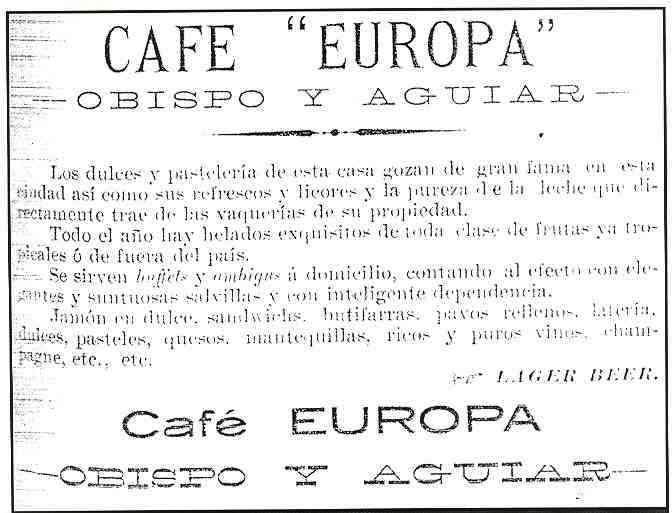 CAFE "EUROPA"
—OBISPO Y AGUIAR—
Los dulces y pastelería de esta casa gozan de gran fama en esta
ciudad así como sus refrescos y licores y la pureza de la leche que di-
rectamente trae de las vaquerías de su propiedad.
Todo el año hay helados exquisitos de toda clase de frutas ya tro-
picales ó de fuera del país.
Se sirven buffets y ambigus á domicilio, contando al efecto con ele-
gantes y suntuosas salvillas y con inteligente dependencia.
Jamón en dulce, sandwichs, butifarras, pavos rellenos, latería,
dulces, pasteles, quesos, mantequillas, ricos y puros vinos, cham-
pagne, etc., etc.
LAGER BEER.
Café EUROPA
—OBISPO Y AGUIAR—